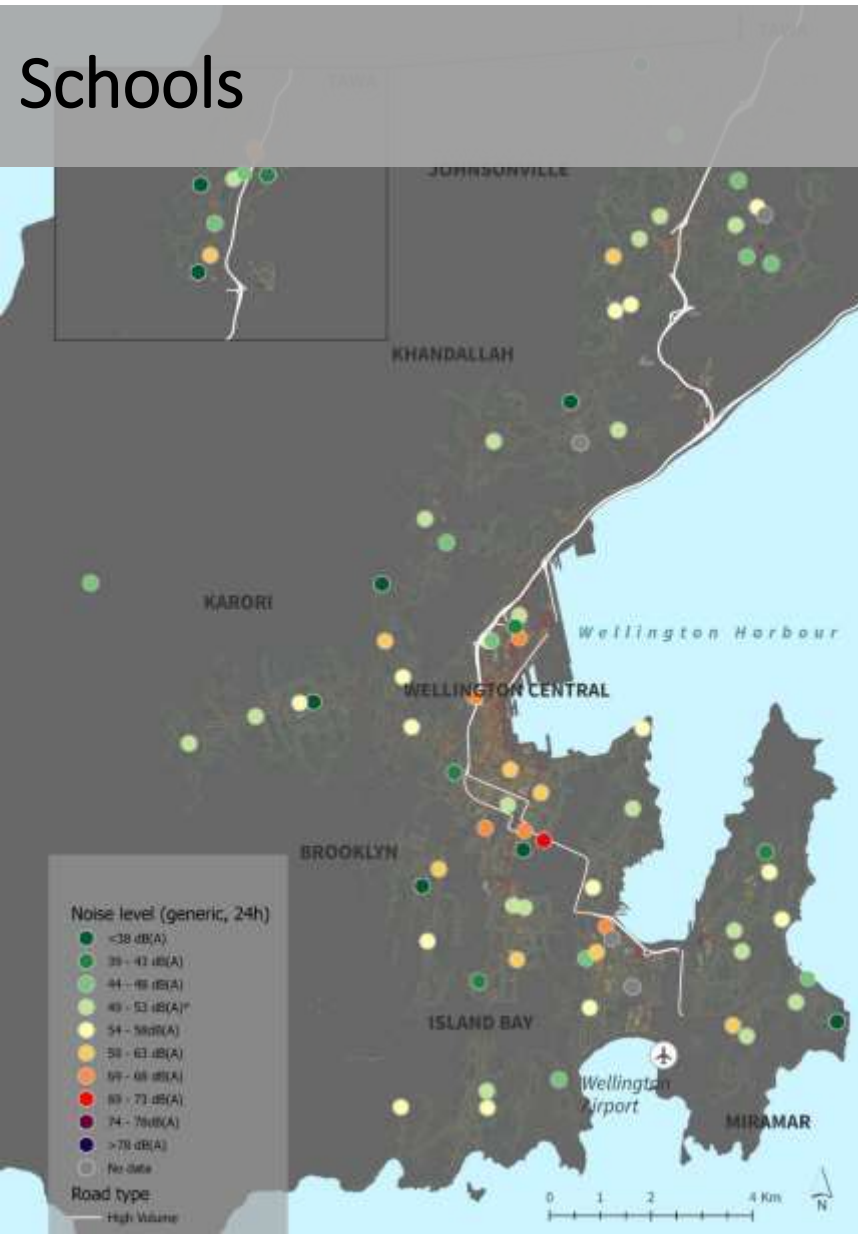 Schools
TAWA
TAWA
JOHNSONVILLE
KHANDALLAH
KARORI
Wellington Harbour
WELLINGTON CENTRAL
BROOKLYN
ISLAND BAY
Wellington
Airport
MIRAMAR
Noise level (generic, 24h)
<38 dB(A)
39 - 43 dB(A)
44 - 48 dB(A)
49 - 53 dB(A)*
54 - 58dB(A)
59 - 63 dB(A)
64 - 68 dB(A)
69 - 73 dB(A)
74 - 78dB(A)
>78 dB(A)
No data
Road type
High Volume
0 1 2 4 Km
N